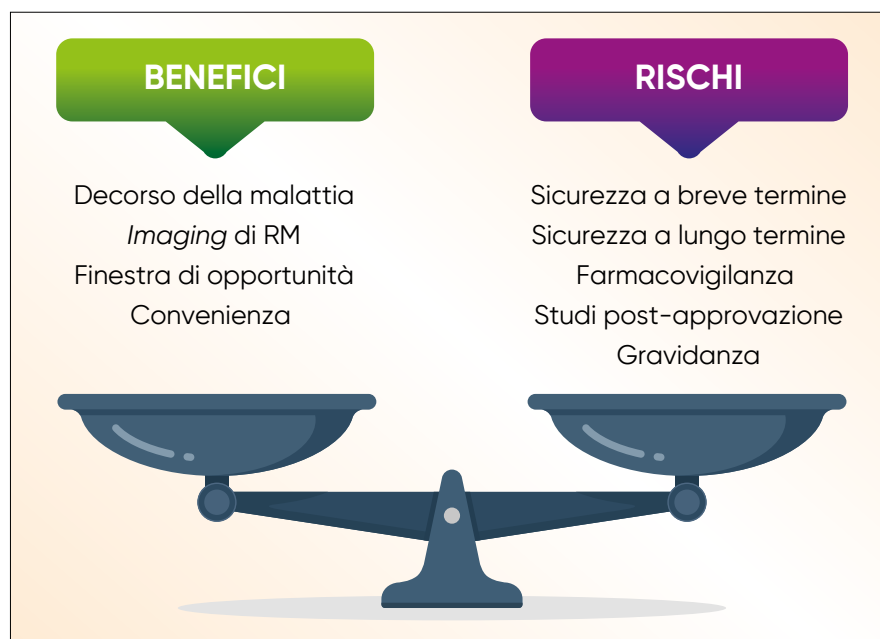 BENEFICI
Decorso della malattia
Imaging di RM
Finestra di opportunità
Convenienza
RISCHI
Sicurezza a breve termine
Sicurezza a lungo termine
Farmacovigilanza
Studi post-approvazione
Gravidanza